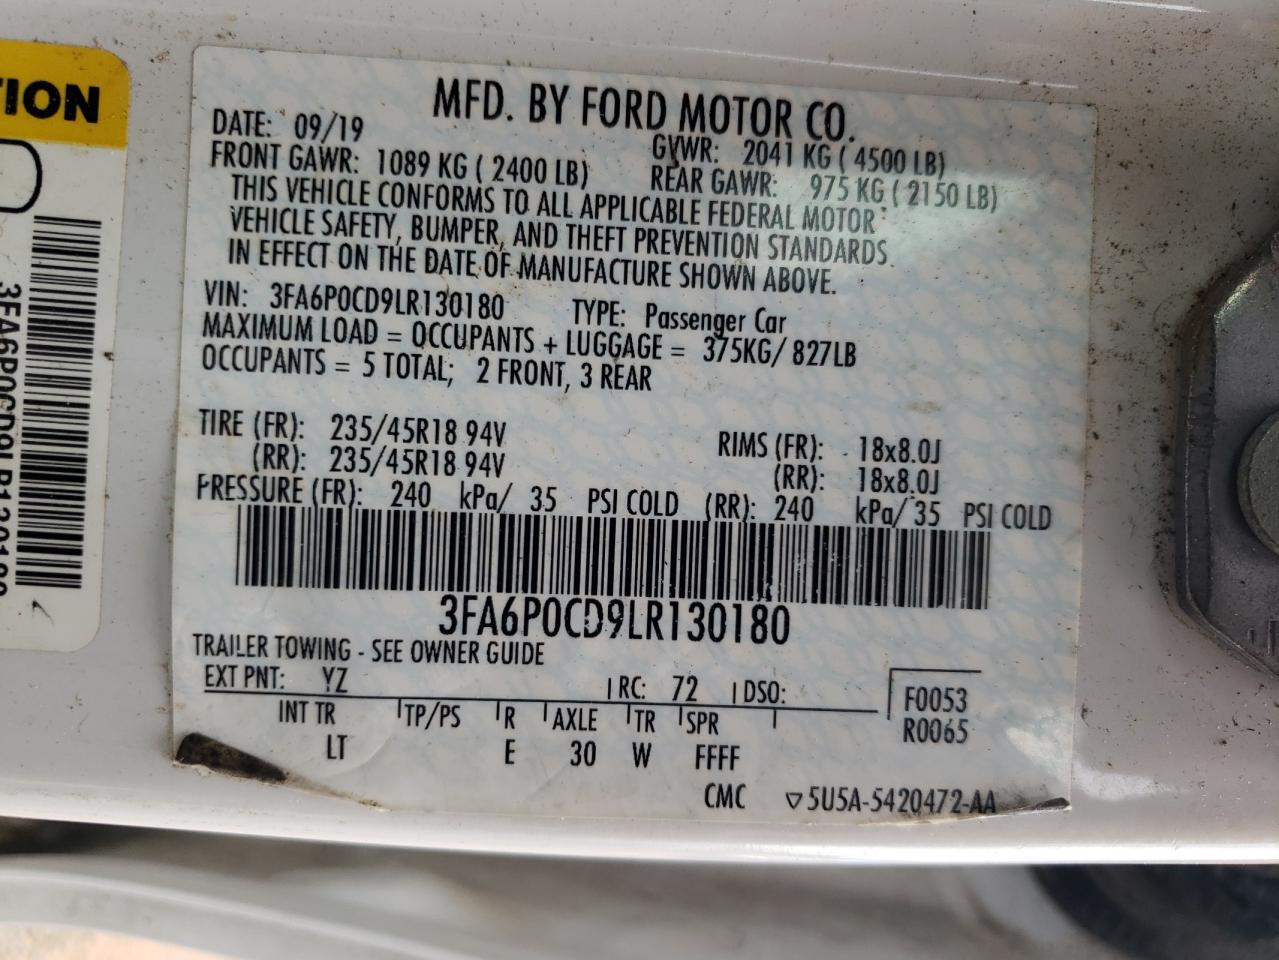 TION
3FA6P0CD9LR130180
MFD. BY FORD MOTOR CO.
DATE: 09/19 GVWR: 2041 KG ( 4500 LB)
FRONT GAWR: 1089 KG ( 2400 LB) REAR GAWR: 975 KG ( 2150 LB)
THIS VEHICLE CONFORMS TO ALL APPLICABLE FEDERAL MOTOR
VEHICLE SAFETY, BUMPER, AND THEFT PREVENTION STANDARDS
IN EFFECT ON THE DATE OF MANUFACTURE SHOWN ABOVE.
VIN: 3FA6P0CD9LR130180 TYPE: Passenger Car
MAXIMUM LOAD = OCCUPANTS + LUGGAGE = 375KG/ 827LB
OCCUPANTS = 5 TOTAL; 2 FRONT, 3 REAR
TIRE (FR): 235/45R18 94V RIMS (FR): 18x8.0J
(RR): 235/45R18 94V (RR): 18x8.0J
PRESSURE (FR): 240 kPa/ 35 PSI COLD (RR): 240 kPa/ 35 PSI COLD
3FA6P0CD9LR130180
TRAILER TOWING - SEE OWNER GUIDE
EXT PNT: YZ RC: 72 DSO: F0053
INT TR TP/PS R AXLE TR SPR R0065
LT E 30 W FFFF
CMC ▽5U5A-5420472-AA